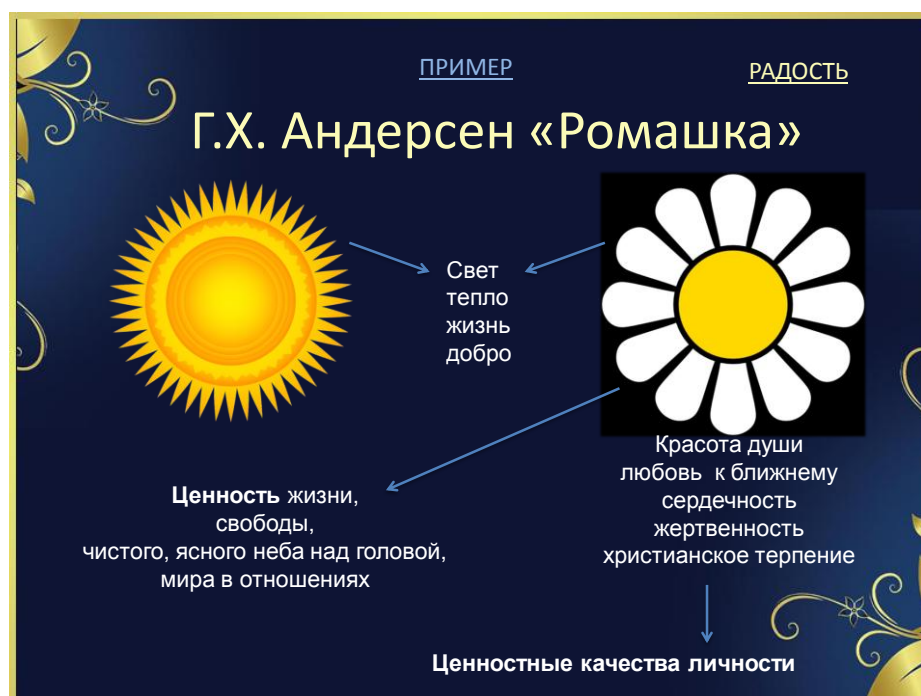 ПРИМЕР
РАДОСТЬ
Г.Х. Андерсен «Ромашка»
Свет
тепло
жизнь
добро
Красота души
любовь к ближнему
сердечность
жертвенность
христианское терпение
Ценность жизни,
свободы,
чистого, ясного неба над головой,
мира в отношениях
Ценностные качества личности